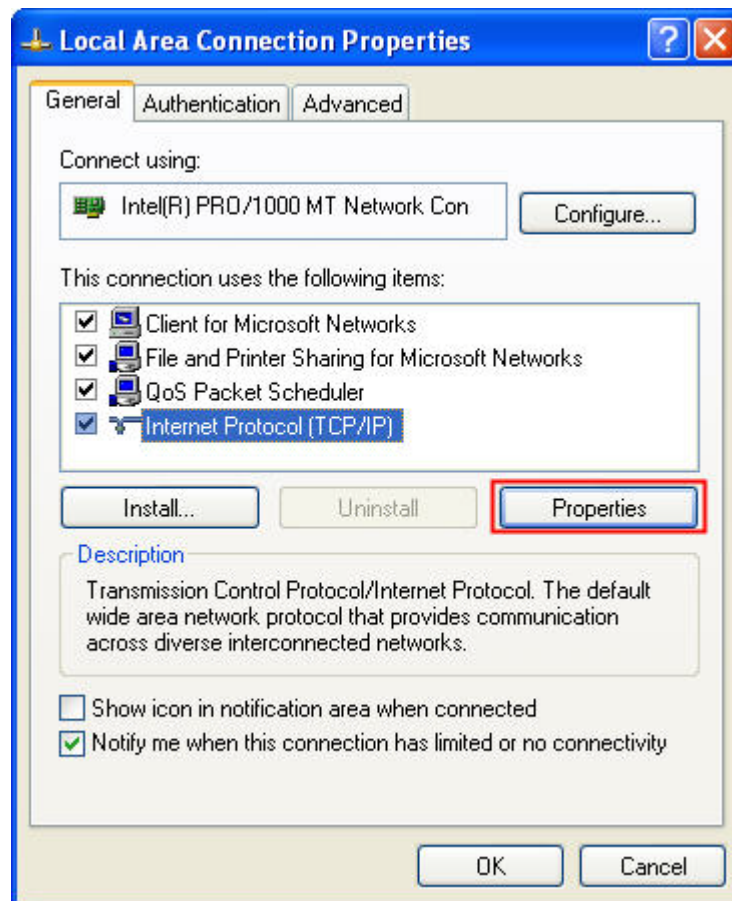 Local Area Connection Properties
General Authentication Advanced
Connect using:
Intel(R) PRO/1000 MT Network Con
Configure...
This connection uses the following items:
Client for Microsoft Networks
File and Printer Sharing for Microsoft Networks
QoS Packet Scheduler
Internet Protocol (TCP/IP)
Install... Uninstall Properties
Description
Transmission Control Protocol/Internet Protocol. The default
wide area network protocol that provides communication
across diverse interconnected networks.
Show icon in notification area when connected
Notify me when this connection has limited or no connectivity
OK Cancel